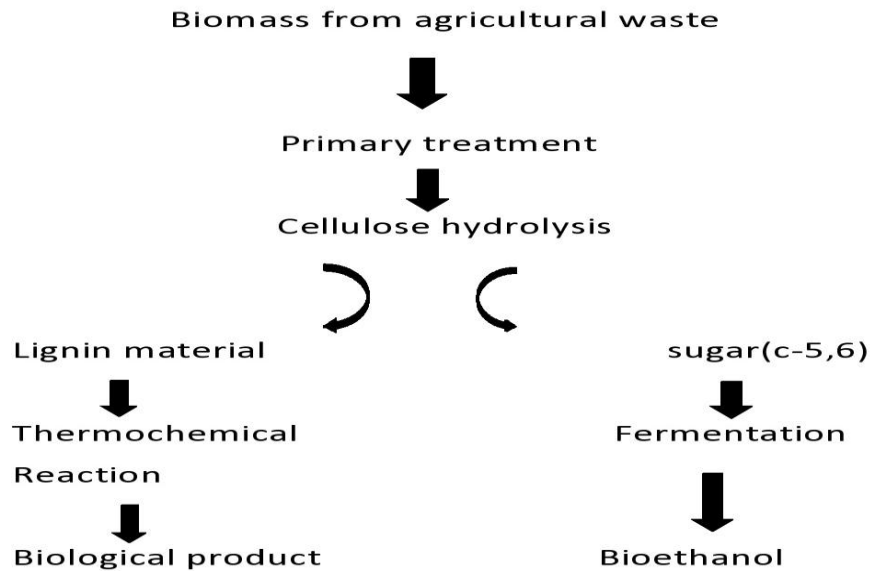 Biomass from agricultural waste
Primary treatment
Cellulose hydrolysis
Lignin material
sugar(c-5,6)
Thermochemical
Reaction
Fermentation
Biological product
Bioethanol